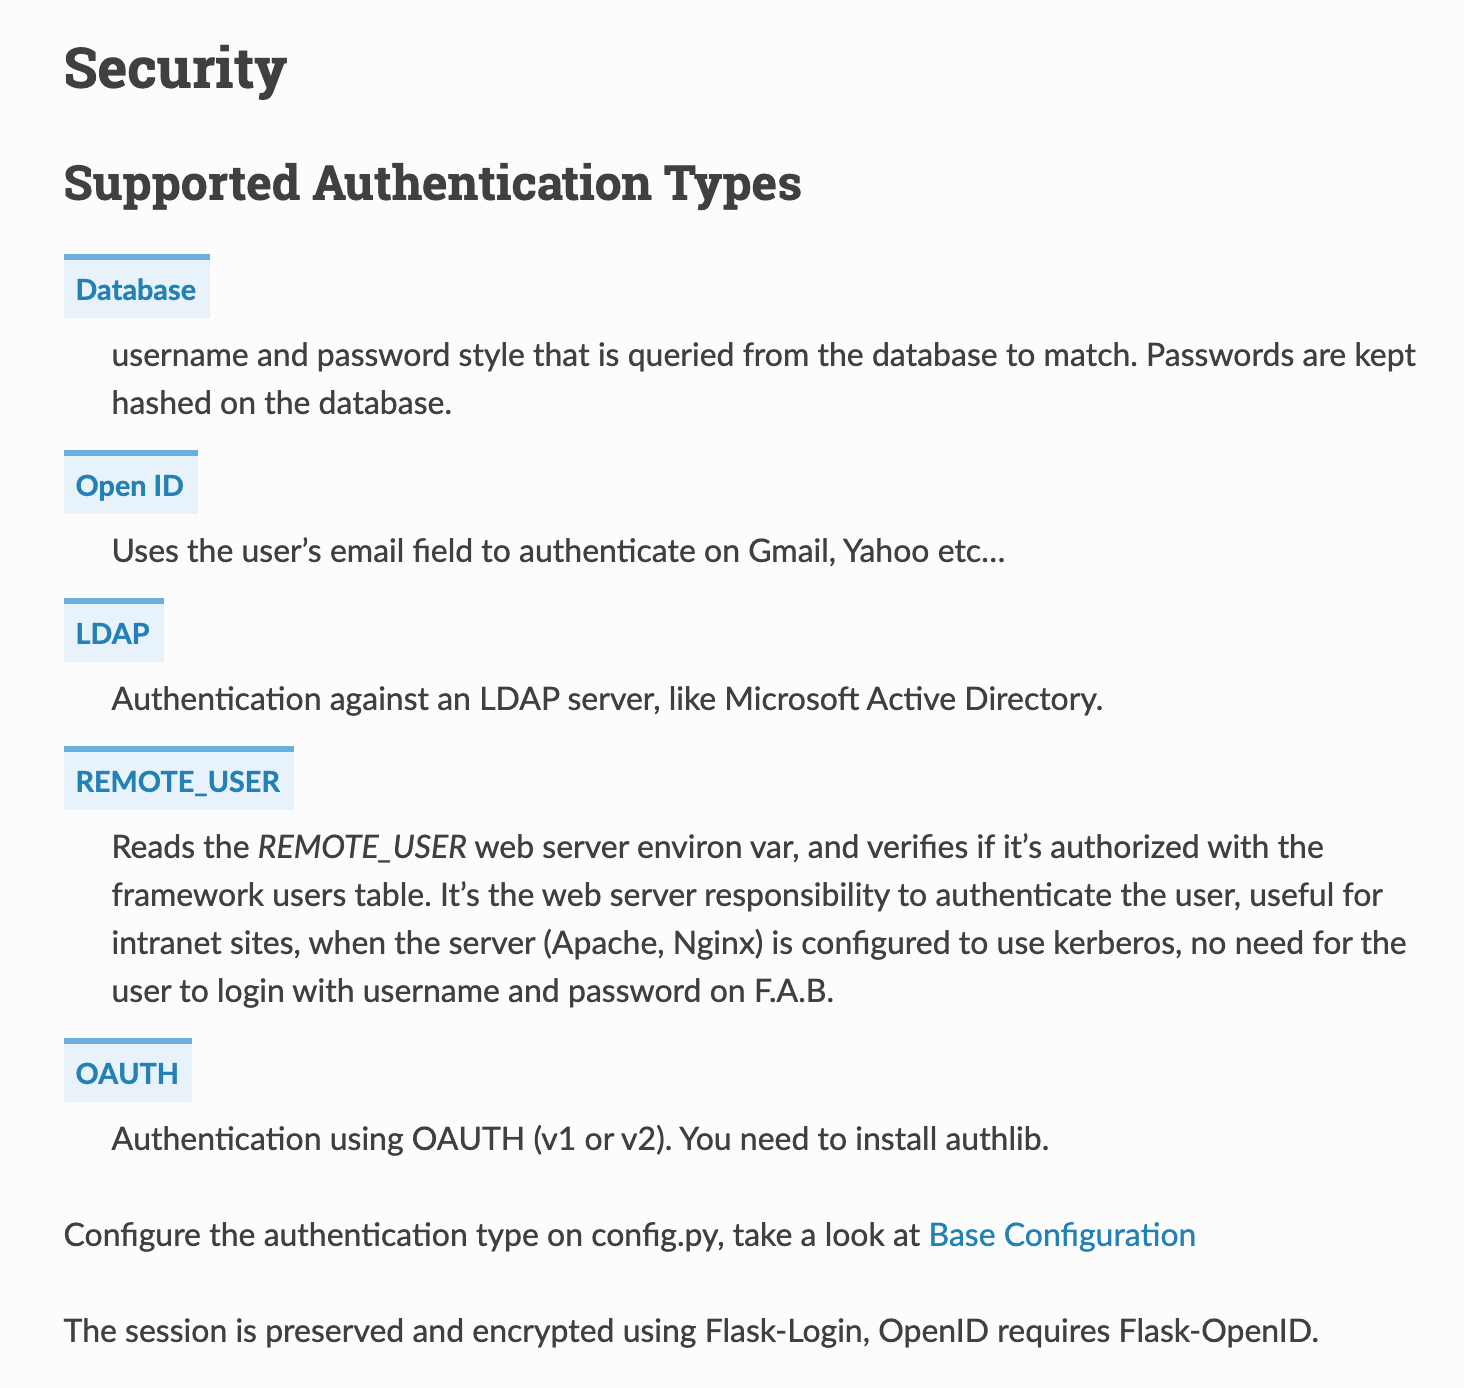 Security
Supported Authentication Types
Database
username and password style that is queried from the database to match. Passwords are kept
hashed on the database.
Open ID
Uses the user’s email field to authenticate on Gmail, Yahoo etc…
LDAP
Authentication against an LDAP server, like Microsoft Active Directory.
REMOTE_USER
Reads the REMOTE_USER web server environ var, and verifies if it’s authorized with the
framework users table. It’s the web server responsibility to authenticate the user, useful for
intranet sites, when the server (Apache, Nginx) is configured to use kerberos, no need for the
user to login with username and password on F.A.B.
OAUTH
Authentication using OAUTH (v1 or v2). You need to install authlib.
Configure the authentication type on config.py, take a look at Base Configuration
The session is preserved and encrypted using Flask-Login, OpenID requires Flask-OpenID.